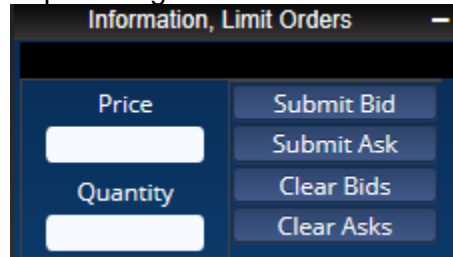 Information, Limit Orders
Price
Submit Bid
Submit Ask
Quantity
Clear Bids
Clear Asks